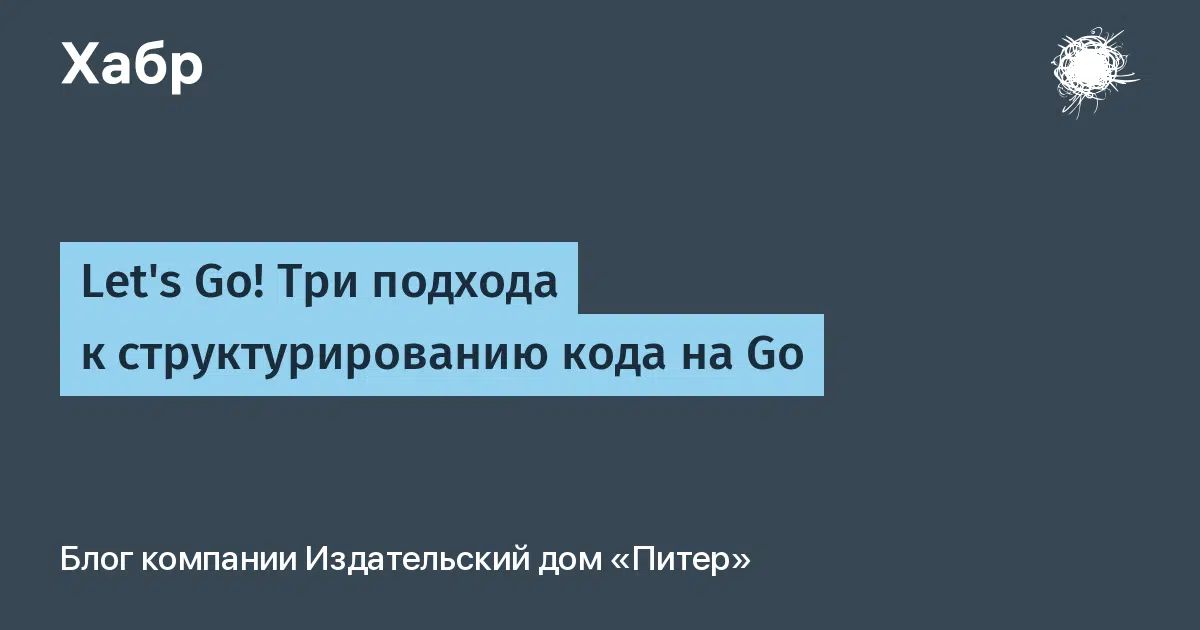 Хабр
Let's Go! Три подхода
к структурированию кода на Go
Блог компании Издательский дом «Питер»